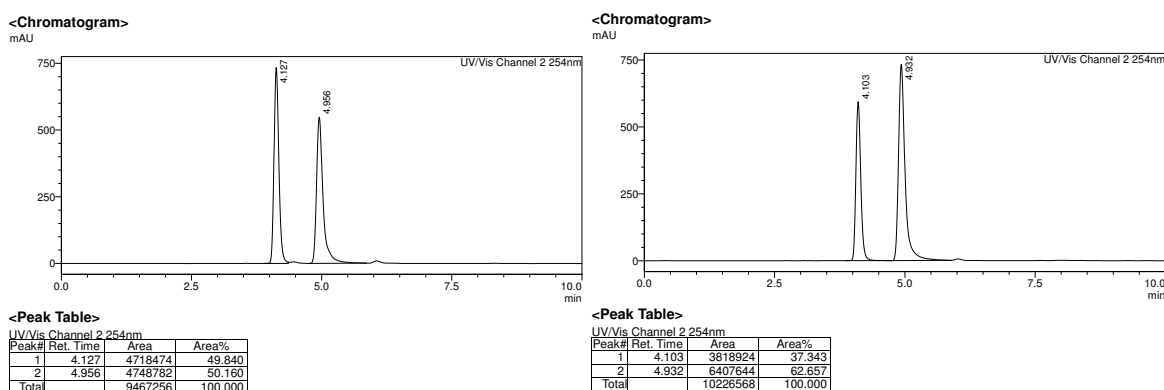 <Chromatogram>
mAU
UV/Vis Channel 2 254nm
750
500
250
0
4.127
4.956
0.0 2.5 5.0 7.5 10.0
min
<Peak Table>
UV/Vis Channel 2 254nm
Peak# Ret. Time Area Area%
1 4.127 4718474 49.840
2 4.956 4748782 50.160
Total 9467256 100.000
<Chromatogram>
mAU
UV/Vis Channel 2 254nm
750
500
250
0
4.103
4.932
0.0 2.5 5.0 7.5 10.0
min
<Peak Table>
UV/Vis Channel 2 254nm
Peak# Ret. Time Area Area%
1 4.103 3818924 37.343
2 4.932 6407644 62.657
Total 10226568 100.000